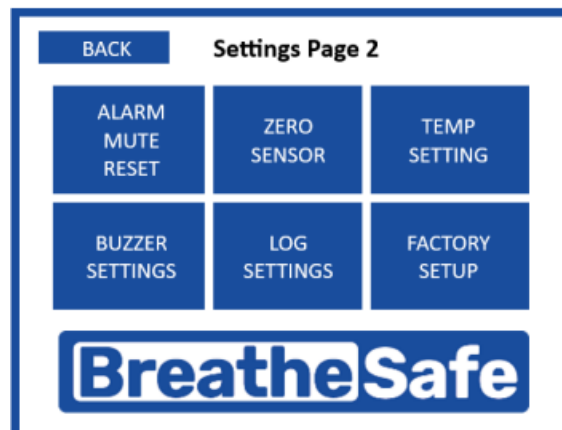 BACK
Settings Page 2
ALARM
MUTE
RESET
ZERO
SENSOR
TEMP
SETTING
BUZZER
SETTINGS
LOG
SETTINGS
FACTORY
SETUP
BreatheSafe